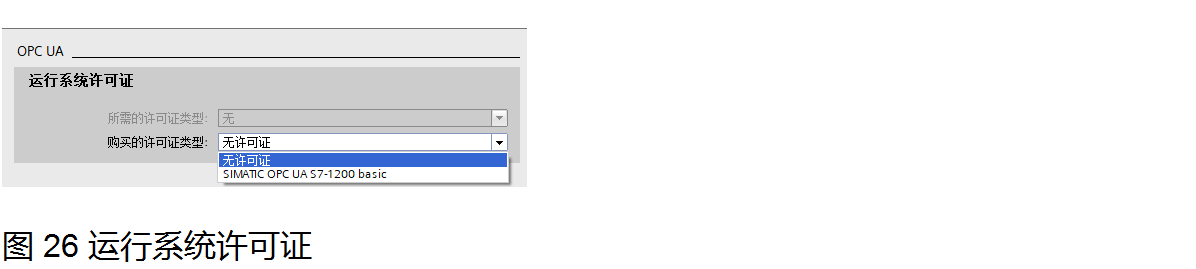 OPC UA
运行系统许可证
所需的许可证类型: 无
购买的许可证类型: 无许可证
无许可证
SIMATIC OPC UA S7-1200 basic
图 26 运行系统许可证